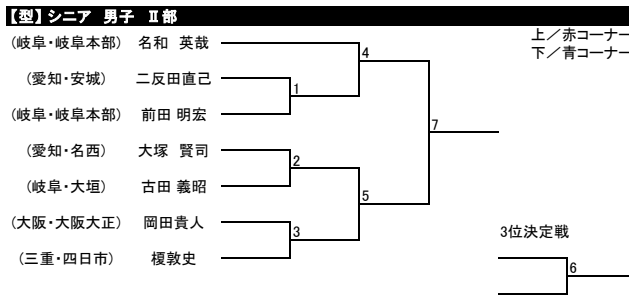 【型】シニア 男子 Ⅱ部
上／赤コーナー
下／青コーナー
(岐阜・岐阜本部) 名和 英哉
(愛知・安城) 二反田直己
(岐阜・岐阜本部) 前田 明宏
(愛知・名西) 大塚 賢司
(岐阜・大垣) 古田 義昭
(大阪・大阪大正) 岡田貴人
(三重・四日市) 榎敦史
4
1
7
2
5
3
3位決定戦
6